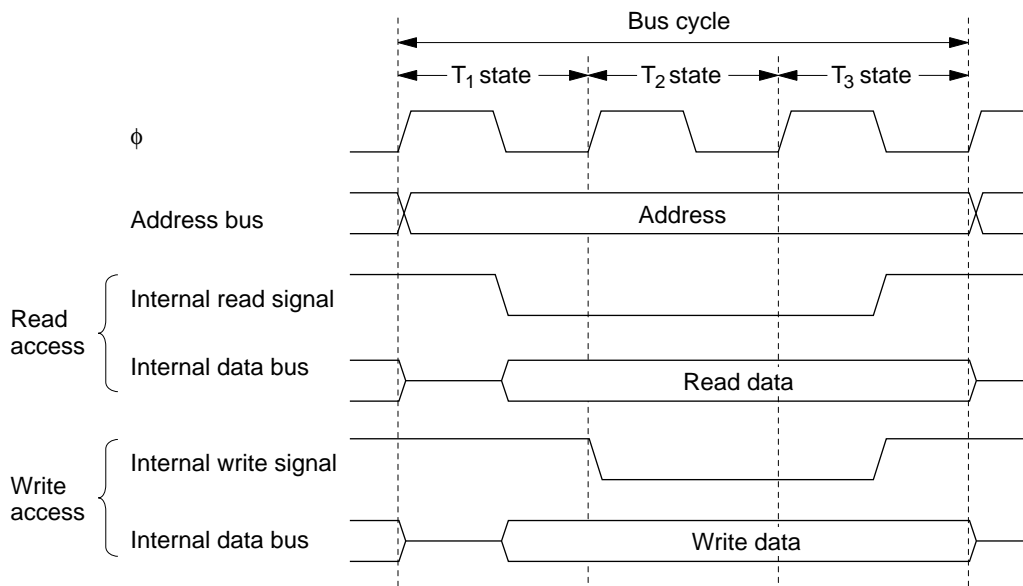 Bus cycle
T1 state
T2 state
T3 state
ϕ
Address bus
Address
Read
access
Internal read signal
Internal data bus
Read data
Write
access
Internal write signal
Internal data bus
Write data